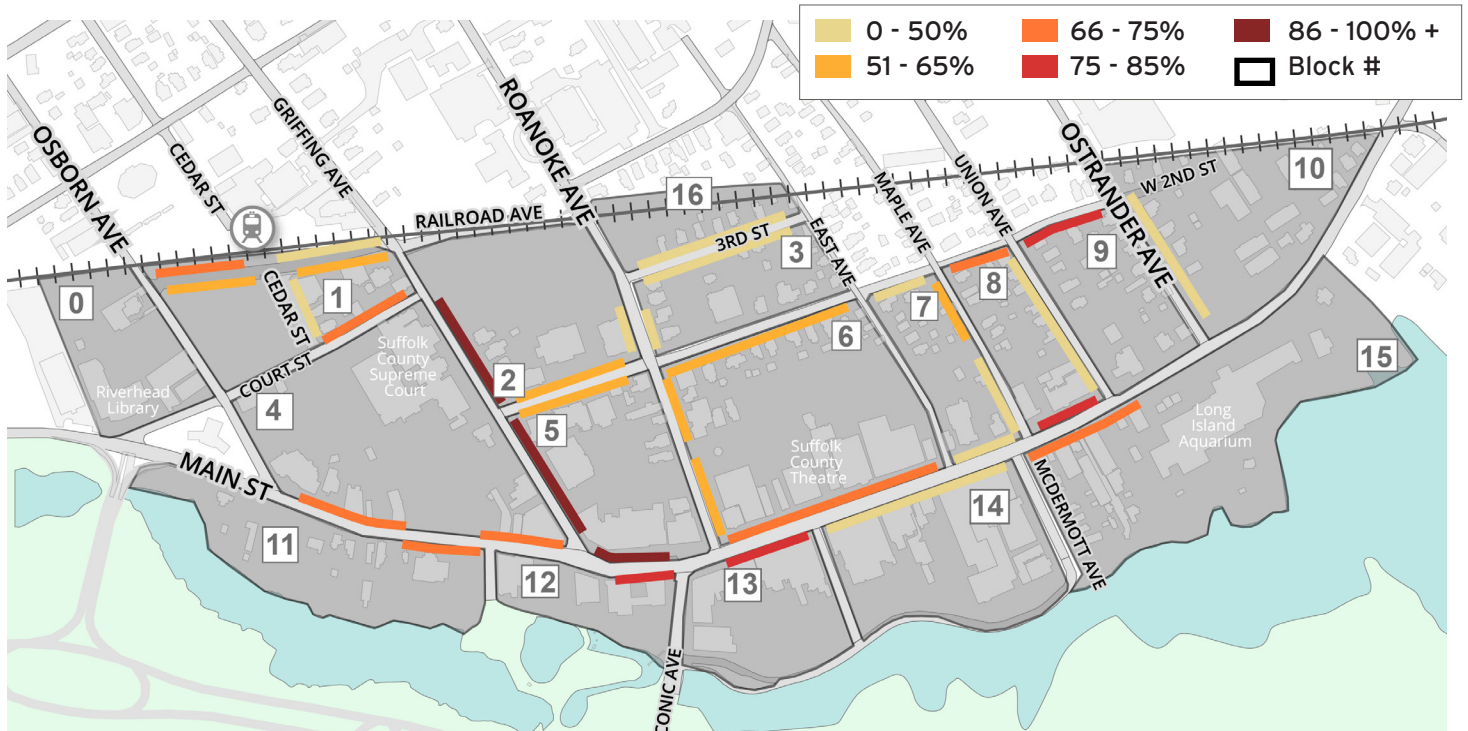 0 - 50%
66 - 75%
86 - 100% +
51 - 65%
75 - 85%
Block #
OSBORN AVE
CEDAR ST
GRIFFING AVE
ROANOKE AVE
RAILROAD AVE
16
MAPLE AVE
UNION AVE
OSTRANDER AVE
W 2ND ST
10
3RD ST
3
EAST AVE
9
8
7
0
1
CEDAR ST
COURT ST
Riverhead
Library
Suffolk
County
Supreme
Court
4
2
5
6
15
Long
Island
Aquarium
Suffolk
County
Theatre
MAIN ST
MCDERMOTT AVE
14
11
12
13
CONIC AVE